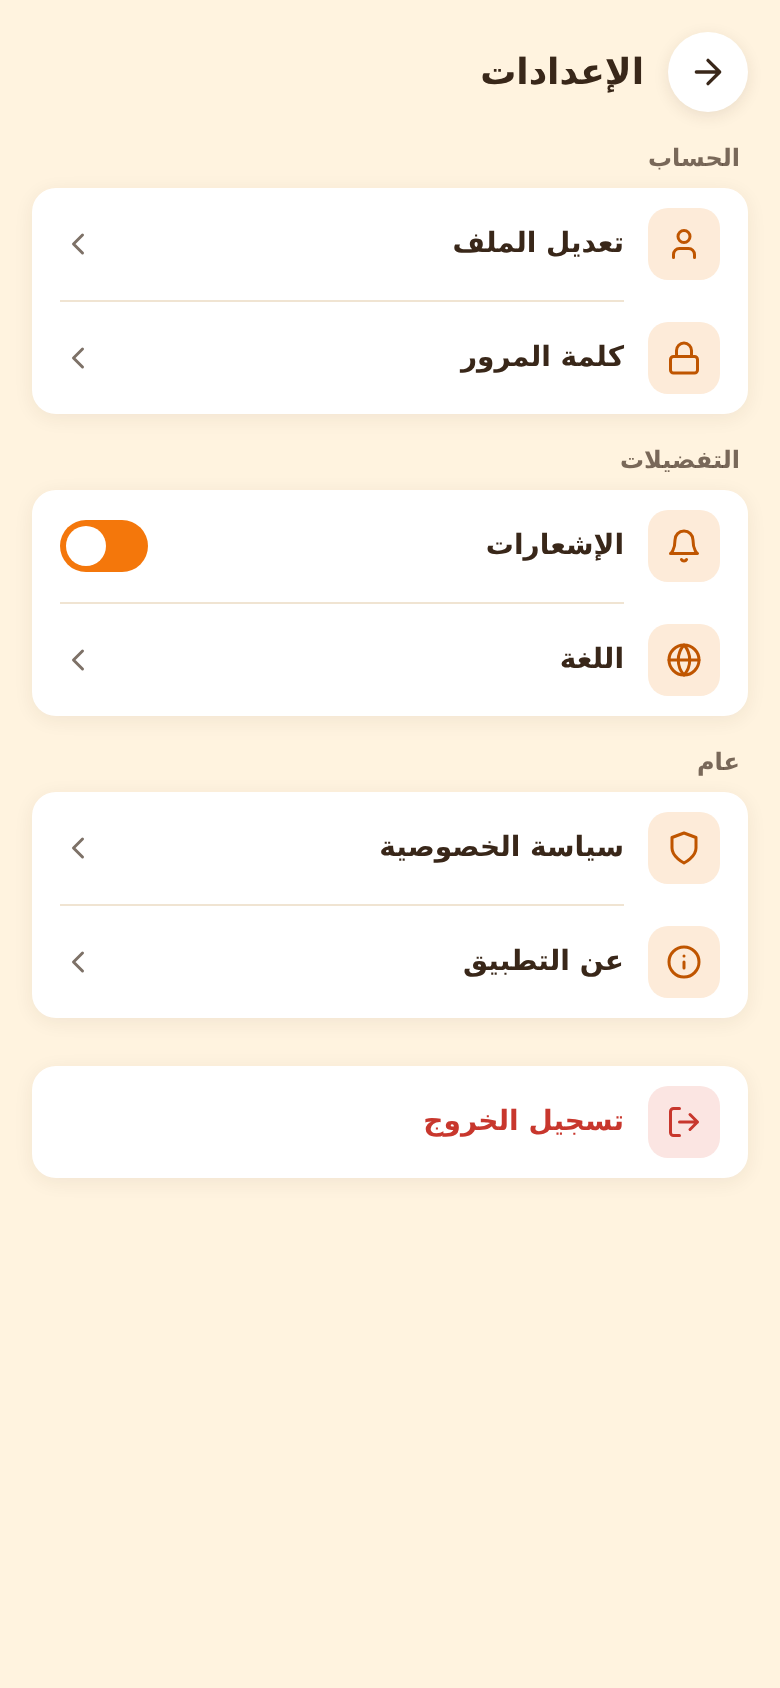 الإعدادات
الحساب
تعديل الملف
كلمة المرور
التفضيلات
الإشعارات
اللغة
عام
سياسة الخصوصية
عن التطبيق
تسجيل الخروج